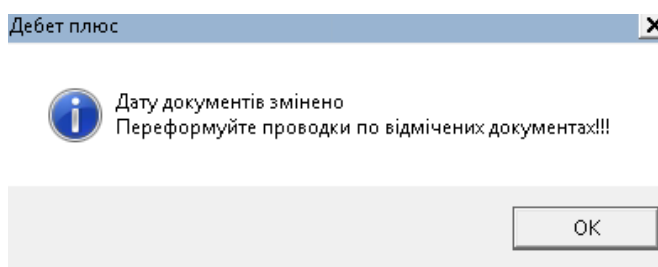 Дебет плюс
Дату документів змінено
Переформуйте проводки по відмічених документах!!!
OK